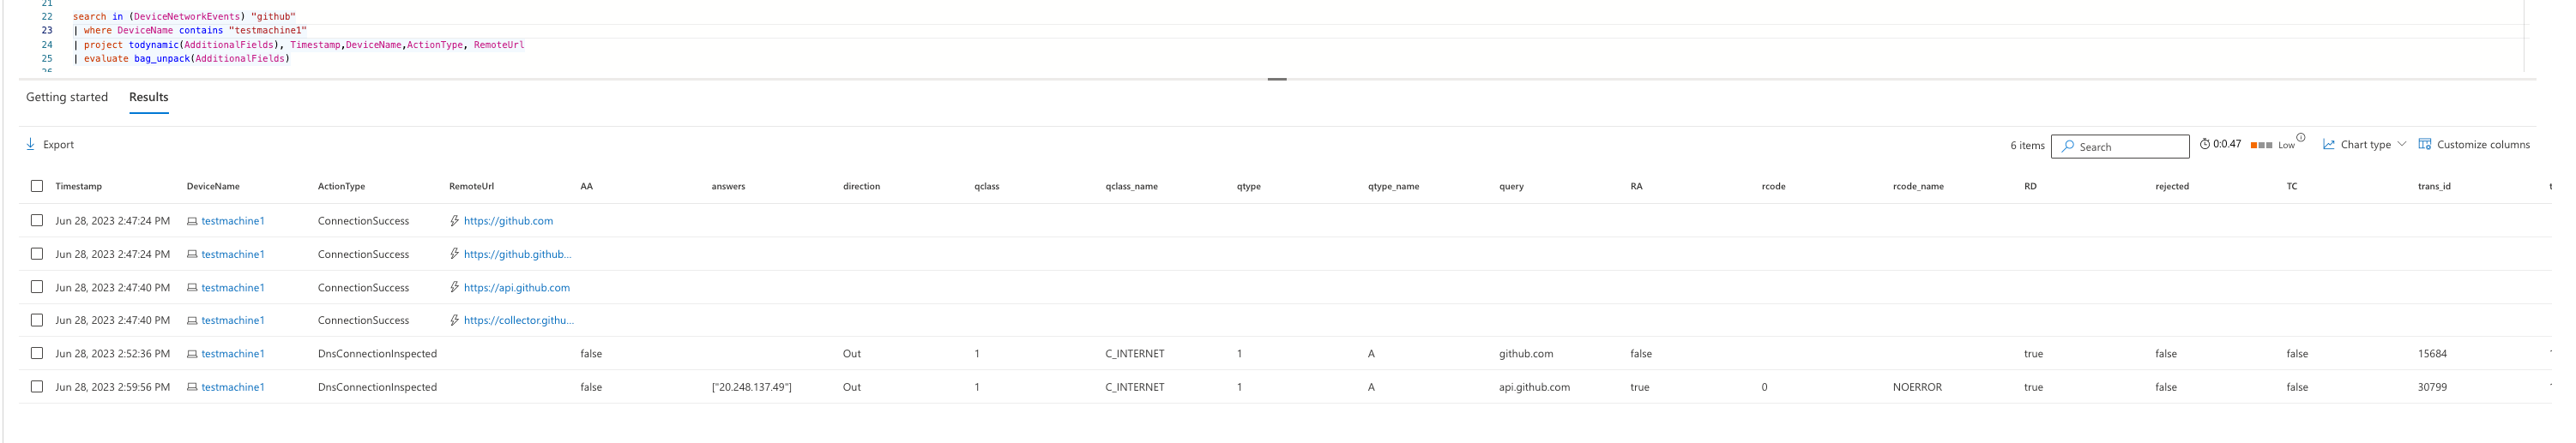 21
22 search in (DeviceNetworkEvents) "github"
23 | where DeviceName contains "testmachine1"
24 | project todynamic(AdditionalFields), Timestamp,DeviceName,ActionType, RemoteUrl
25 | evaluate bag_unpack(AdditionalFields)
26
Getting started Results
Export 6 items Search 0:0.47 Low Chart type Customize columns
Timestamp DeviceName ActionType RemoteUrl AA answers direction qclass qclass_name qtype qtype_name query RA rcode rcode_name RD rejected TC trans_id
Jun 28, 2023 2:47:24 PM testmachine1 ConnectionSuccess https://github.com
Jun 28, 2023 2:47:24 PM testmachine1 ConnectionSuccess https://github.github...
Jun 28, 2023 2:47:40 PM testmachine1 ConnectionSuccess https://api.github.com
Jun 28, 2023 2:47:40 PM testmachine1 ConnectionSuccess https://collector.githu...
Jun 28, 2023 2:52:36 PM testmachine1 DnsConnectionInspected false Out 1 C_INTERNET 1 A github.com false true false false 15684
Jun 28, 2023 2:59:56 PM testmachine1 DnsConnectionInspected false ["20.248.137.49"] Out 1 C_INTERNET 1 A api.github.com true 0 NOERROR true false false 30799